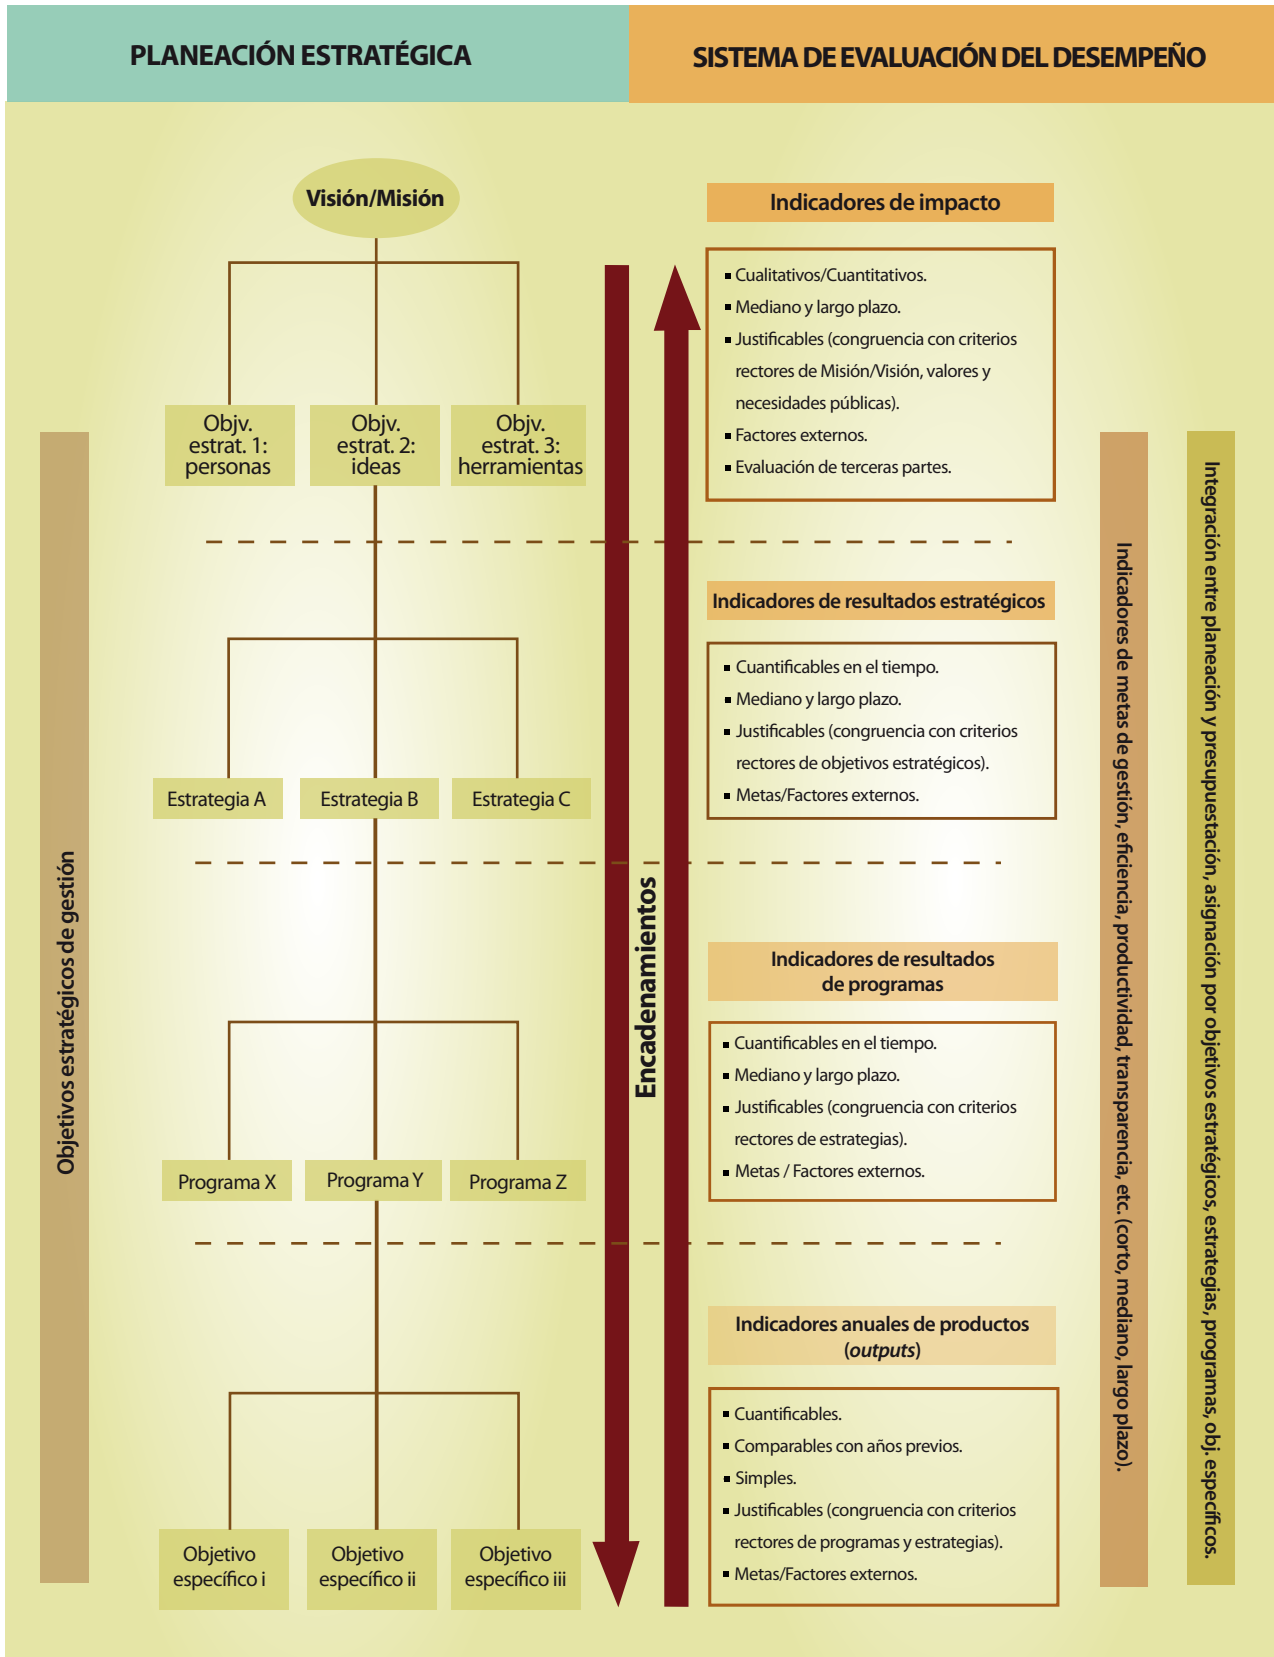 PLANEACIÓN ESTRATÉGICA
SISTEMA DE EVALUACIÓN DEL DESEMPEÑO
Visión/Misión
Objv.
estrat. 1:
personas
Objv.
estrat. 2:
ideas
Objv.
estrat. 3:
herramientas
Estrategia A
Estrategia B
Estrategia C
Programa X
Programa Y
Programa Z
Objetivo
específico i
Objetivo
específico ii
Objetivo
específico iii
Objetivos estratégicos de gestión
Encadenamientos
Indicadores de impacto
▪ Cualitativos/Cuantitativos.
▪ Mediano y largo plazo.
▪ Justificables (congruencia con criterios
rectores de Misión/Visión, valores y
necesidades públicas).
▪ Factores externos.
▪ Evaluación de terceras partes.
Indicadores de resultados estratégicos
▪ Cuantificables en el tiempo.
▪ Mediano y largo plazo.
▪ Justificables (congruencia con criterios
rectores de objetivos estratégicos).
▪ Metas/Factores externos.
Indicadores de resultados
de programas
▪ Cuantificables en el tiempo.
▪ Mediano y largo plazo.
▪ Justificables (congruencia con criterios
rectores de estrategias).
▪ Metas / Factores externos.
Indicadores anuales de productos
(outputs)
▪ Cuantificables.
▪ Comparables con años previos.
▪ Simples.
▪ Justificables (congruencia con criterios
rectores de programas y estrategias).
▪ Metas/Factores externos.
Indicadores de metas de gestión, eficiencia, productividad, transparencia, etc. (corto, mediano, largo plazo).
Integración entre planeación y presupuestación, asignación por objetivos estratégicos, estrategias, programas, obj. específicos.